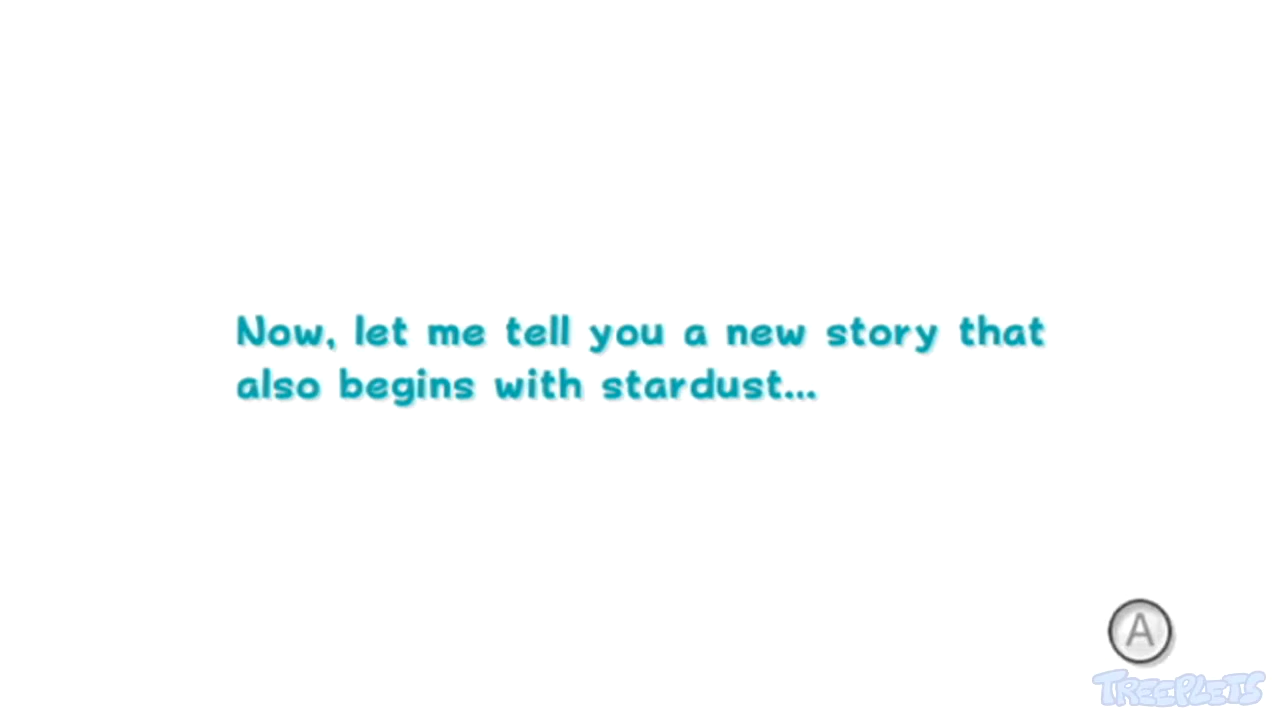 Now, let me tell you a new story that
also begins with stardust...
A
TREEPLETS